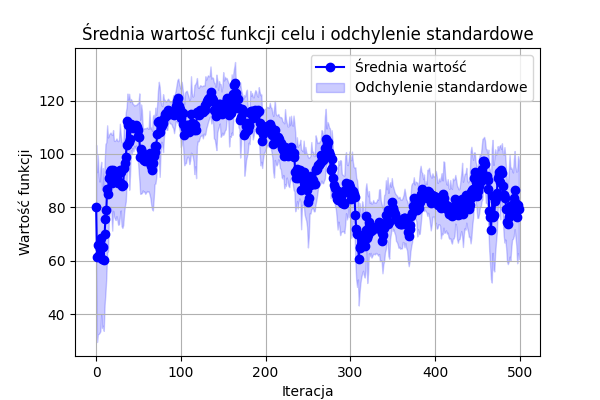 Średnia wartość funkcji celu i odchylenie standardowe
Średnia wartość
Odchylenie standardowe
Wartość funkcji
120
100
80
60
40
0 100 200 300 400 500
Iteracja